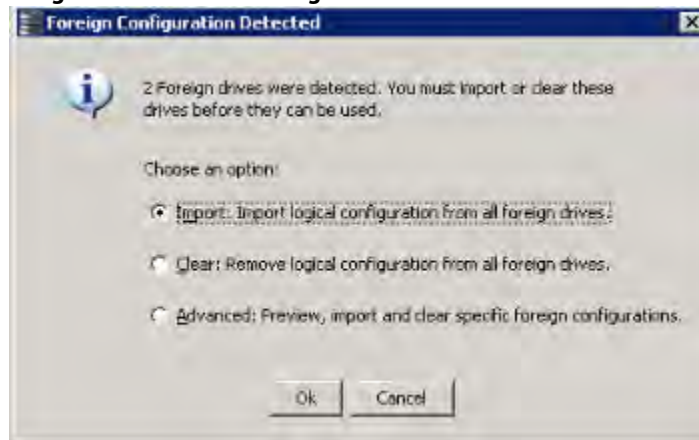 Foreign Configuration Detected
2 Foreign drives were detected. You must import or clear these
drives before they can be used.
Choose an option:
Import: Import logical configuration from all foreign drives.
Clear: Remove logical configuration from all foreign drives.
Advanced: Preview, import and clear specific foreign configurations.
Ok
Cancel